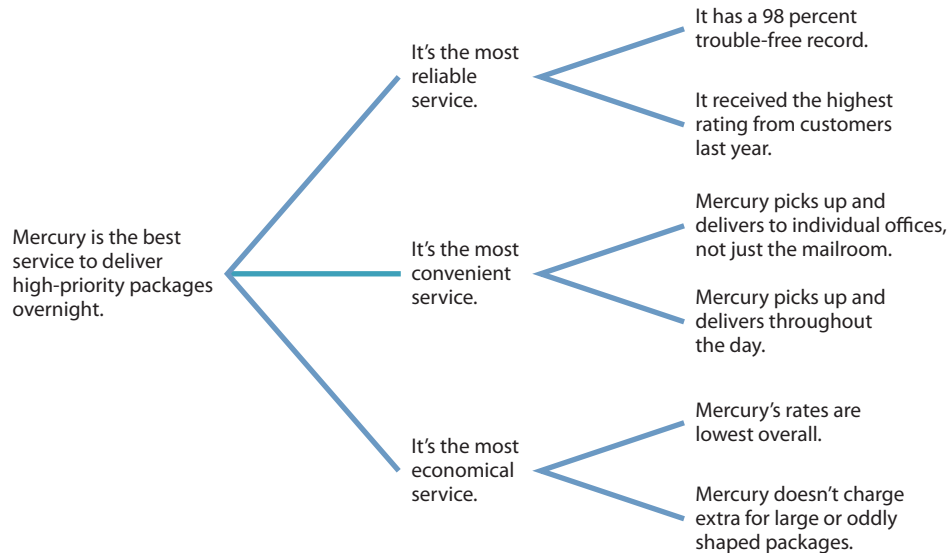 Mercury is the best
service to deliver
high-priority packages
overnight.
It’s the most
reliable
service.
It has a 98 percent
trouble-free record.
It received the highest
rating from customers
last year.
It’s the most
convenient
service.
Mercury picks up and
delivers to individual offices,
not just the mailroom.
Mercury picks up and
delivers throughout
the day.
It’s the most
economical
service.
Mercury’s rates are
lowest overall.
Mercury doesn’t charge
extra for large or oddly
shaped packages.